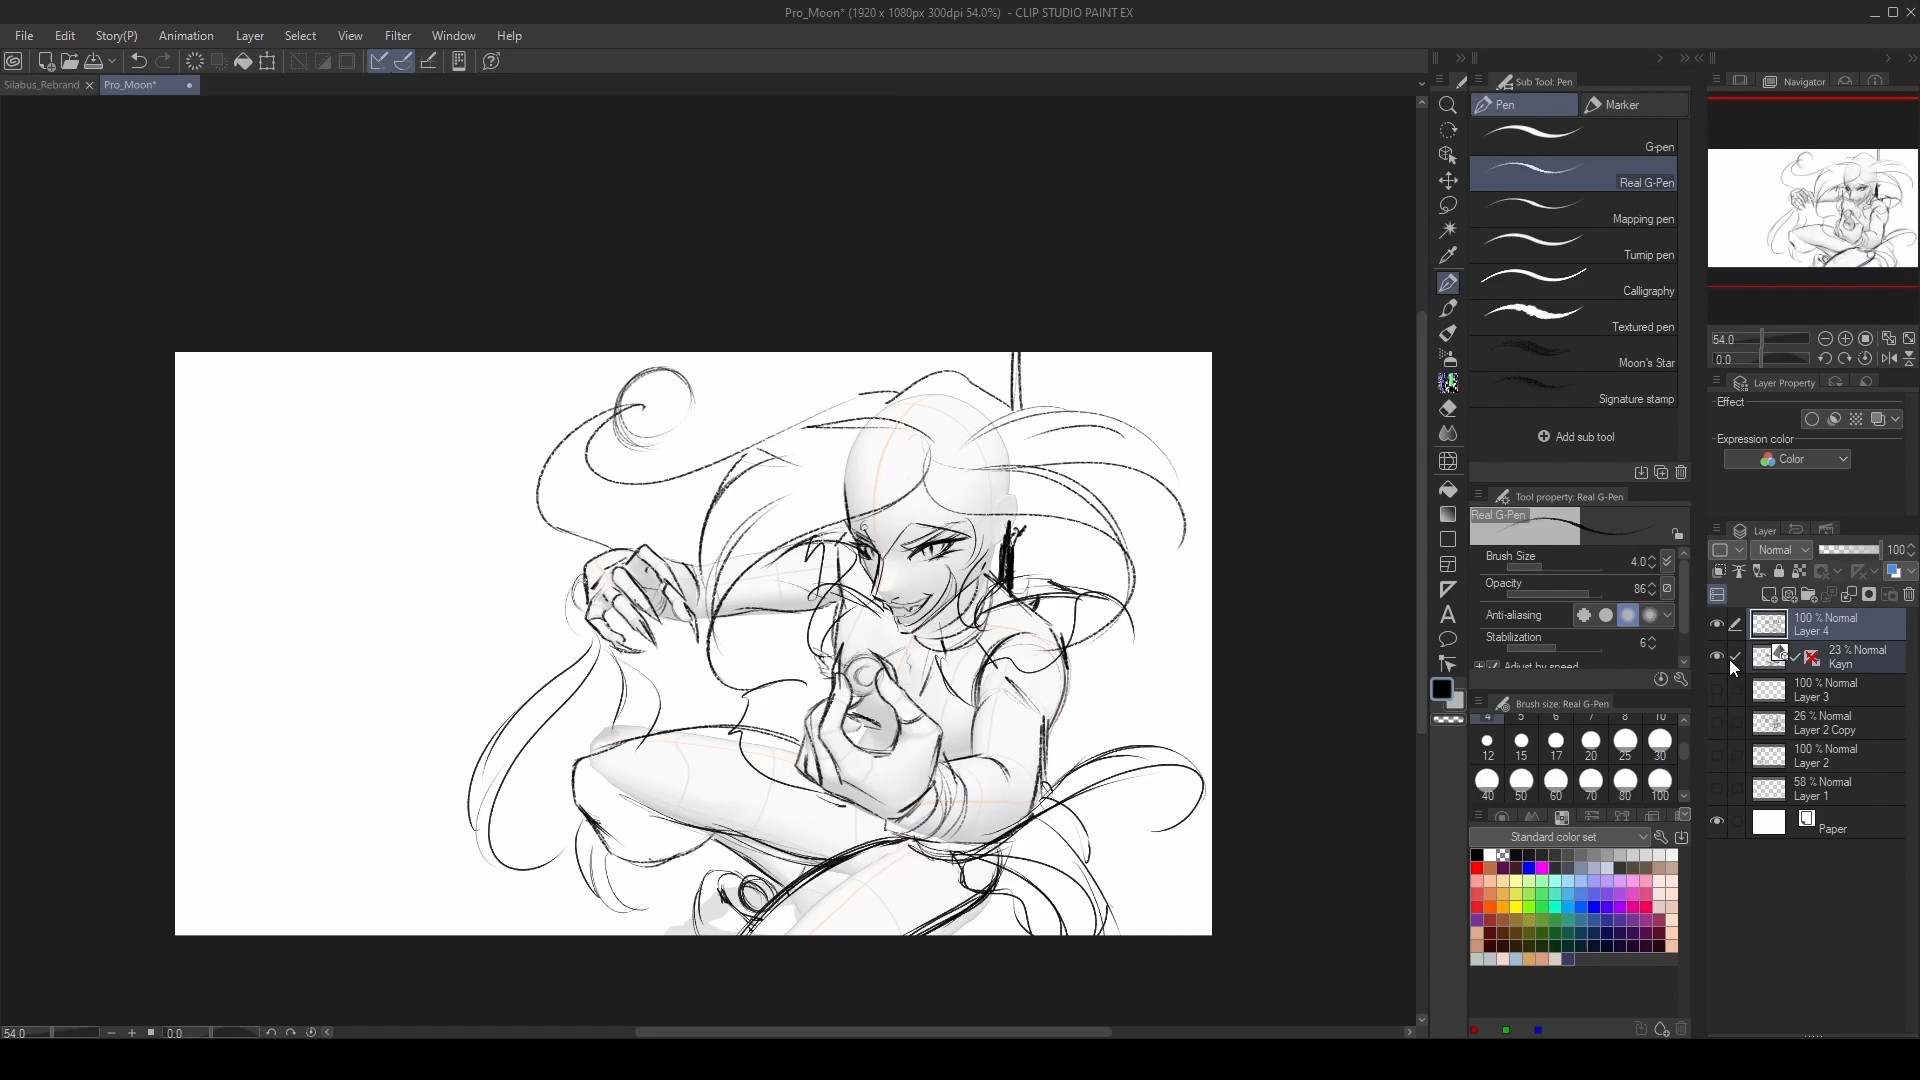 Pro_Moon* (1920 x 1080px 300dpi 54.0%)  - CLIP STUDIO PAINT EX
File Edit Story(P) Animation Layer Select View Filter Window Help
Silabus_Rebrand
Pro_Moon*
Sub Tool: Pen
Pen
Marker
G-pen
Real G-Pen
Mapping pen
Turnip pen
Calligraphy
Textured pen
Moon's Star
Signature stamp
Add sub tool
Tool property: Real G-Pen
Real G-Pen
Brush Size 4.0
Opacity 86
Anti-aliasing
Stabilization 6
Adjust by speed
Brush size: Real G-Pen
4 5 6 7 8 10
12 15 17 20 25 30
40 50 60 70 80 100
Standard color set
Navigator
54.0
0.0
Layer Property
Effect
Expression color
Color
Layer
Normal 100
100 % Normal
Layer 4
23 % Normal
Kayn
100 % Normal
Layer 3
26 % Normal
Layer 2 Copy
100 % Normal
Layer 2
58 % Normal
Layer 1
Paper
54.0 0.0